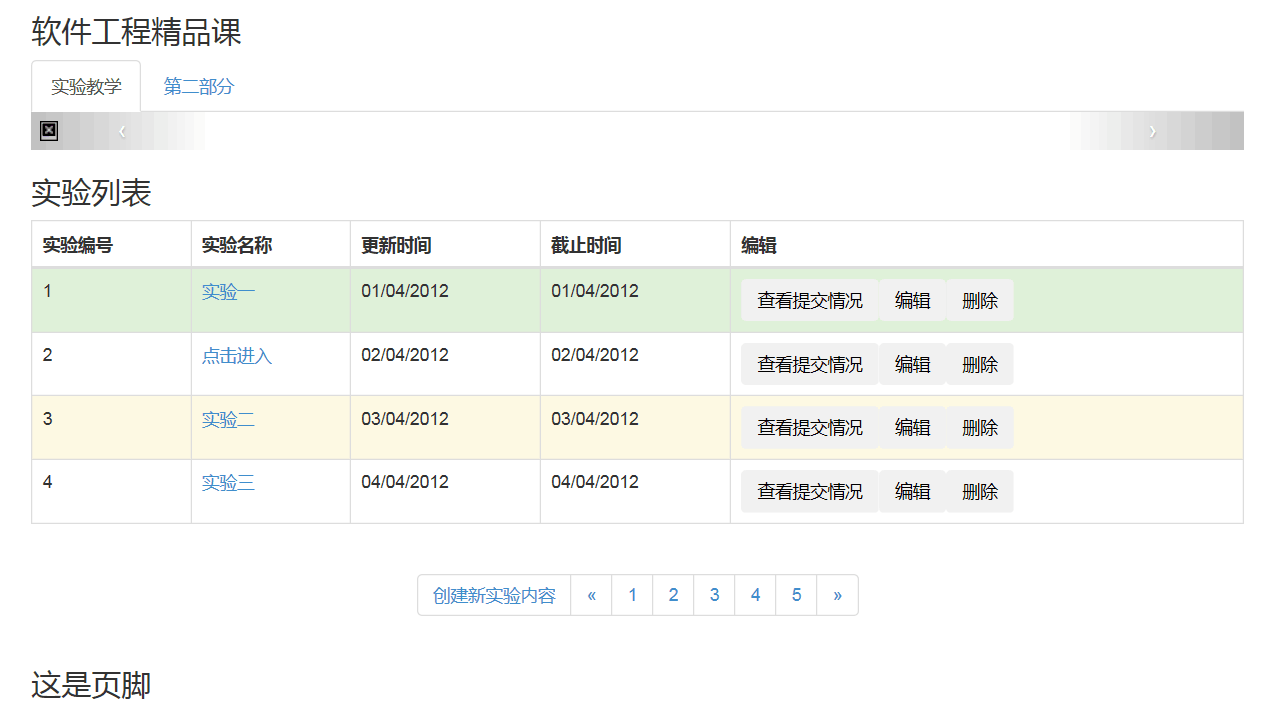 软件工程精品课
实验教学 第二部分
‹ ›
实验列表
实验编号 实验名称 更新时间 截止时间 编辑
1 实验一 01/04/2012 01/04/2012 查看提交情况 编辑 删除
2 点击进入 02/04/2012 02/04/2012 查看提交情况 编辑 删除
3 实验二 03/04/2012 03/04/2012 查看提交情况 编辑 删除
4 实验三 04/04/2012 04/04/2012 查看提交情况 编辑 删除
创建新实验内容 « 1 2 3 4 5 »
这是页脚